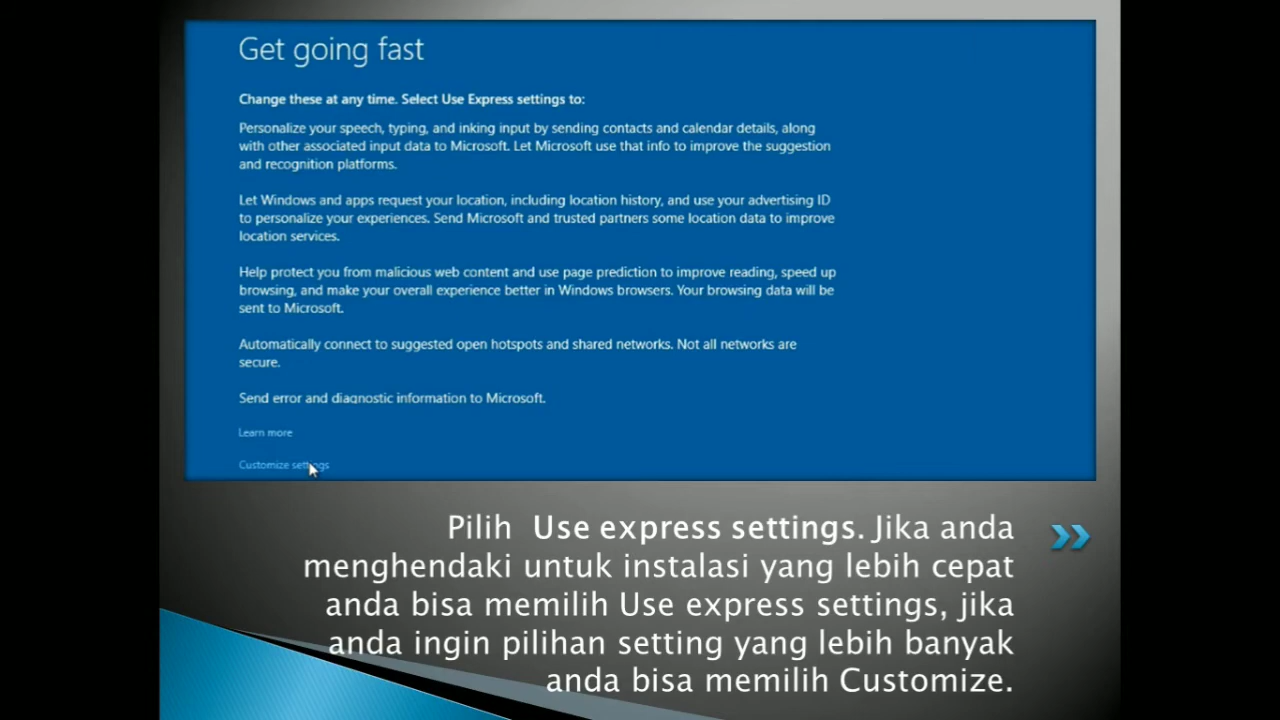 Get going fast
Change these at any time. Select Use Express settings to:
Personalize your speech, typing, and inking input by sending contacts and calendar details, along
with other associated input data to Microsoft. Let Microsoft use that info to improve the suggestion
and recognition platforms.
Let Windows and apps request your location, including location history, and use your advertising ID
to personalize your experiences. Send Microsoft and trusted partners some location data to improve
location services.
Help protect you from malicious web content and use page prediction to improve reading, speed up
browsing, and make your overall experience better in Windows browsers. Your browsing data will be
sent to Microsoft.
Automatically connect to suggested open hotspots and shared networks. Not all networks are
secure.
Send error and diagnostic information to Microsoft.
Learn more
Customize settings
Pilih Use express settings. Jika anda
menghendaki untuk instalasi yang lebih cepat
anda bisa memilih Use express settings, jika
anda ingin pilihan setting yang lebih banyak
anda bisa memilih Customize.